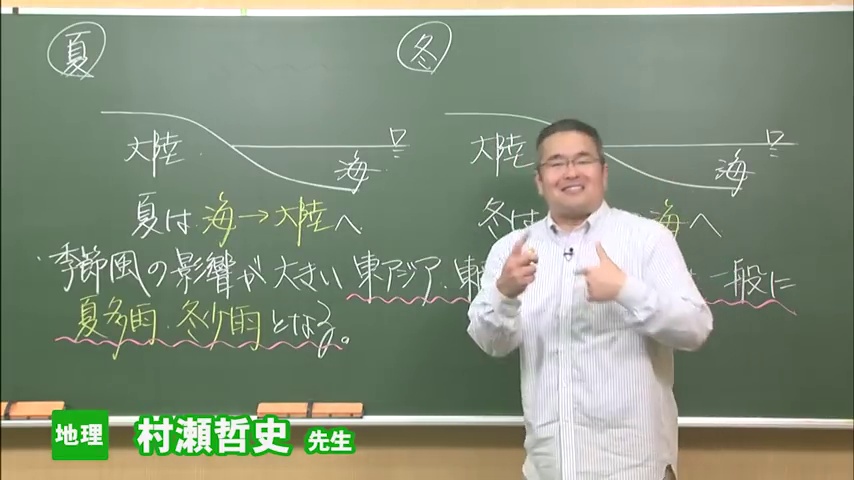 夏
冬
大陸
海
大陸
海
夏は 海→大陸へ
冬は 海へ
・季節風の影響が大きい東アジア・東 は一般に
夏多雨・冬少雨となる。
地理 村瀬哲史 先生